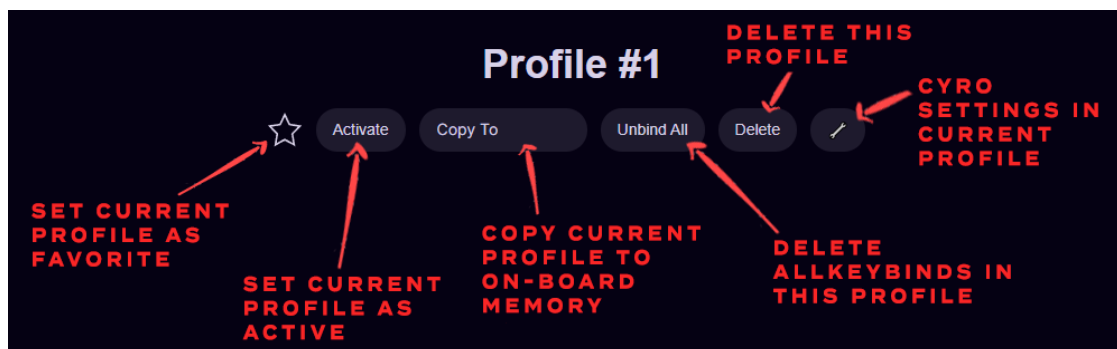 DELETE THIS
PROFILE
Profile #1
CYRO
SETTINGS IN
CURRENT
PROFILE
Activate
Copy To
Unbind All
Delete
SET CURRENT
PROFILE AS
FAVORITE
SET CURRENT
PROFILE AS
ACTIVE
COPY CURRENT
PROFILE TO
ON-BOARD
MEMORY
DELETE
ALLKEYBINDS IN
THIS PROFILE